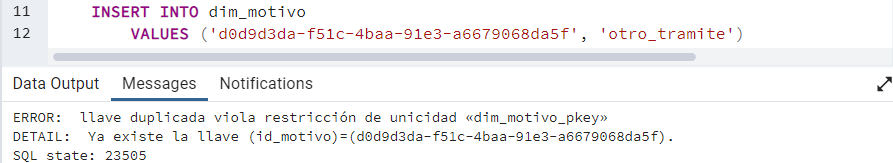 11 INSERT INTO dim_motivo
12 VALUES ('d0d9d3da-f51c-4baa-91e3-a6679068da5f', 'otro_tramite')
Data Output Messages Notifications
ERROR: llave duplicada viola restricción de unicidad «dim_motivo_pkey»
DETAIL: Ya existe la llave (id_motivo)=(d0d9d3da-f51c-4baa-91e3-a6679068da5f).
SQL state: 23505